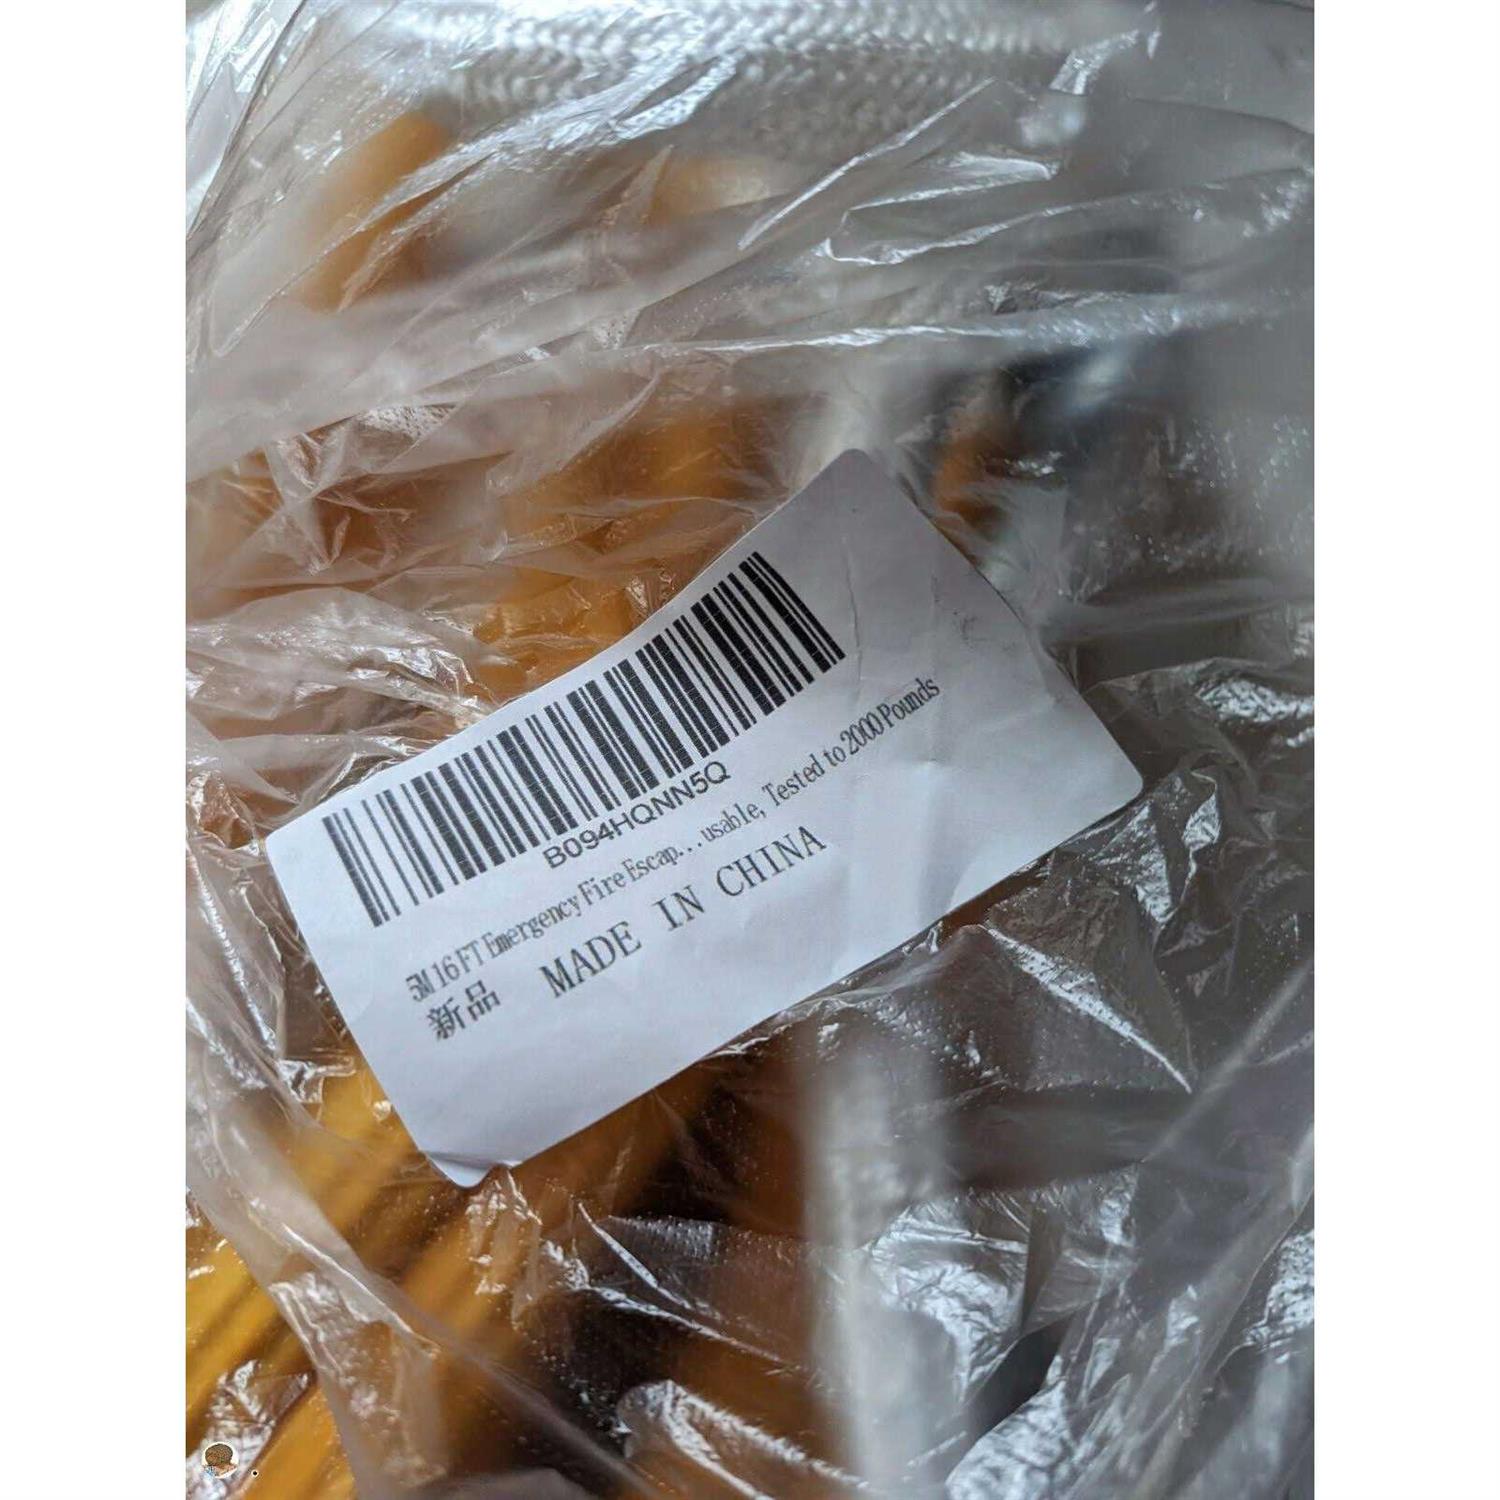 B094HQNN5Q
5M 16 FT Emergency Fire Escap...usable, Tested to 2000 Pounds
新品 MADE IN CHINA